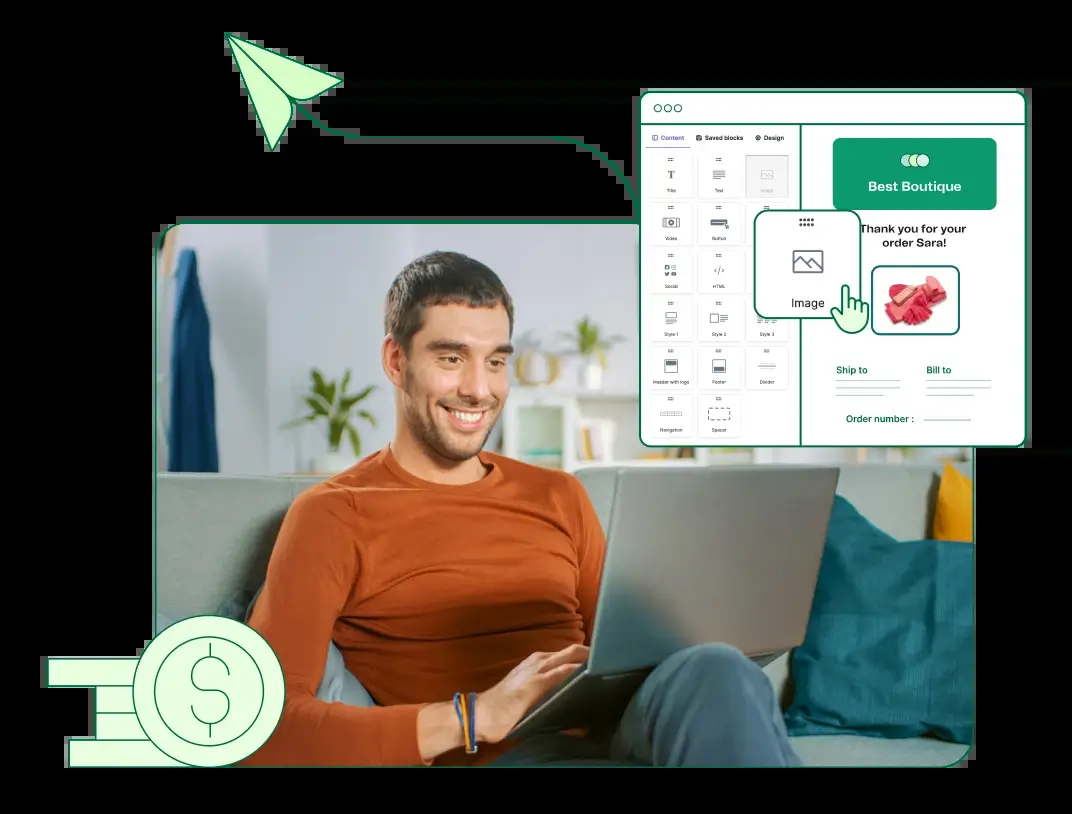 Content
Saved blocks
Design
Title
Text
Image
Video
Button
Social
HTML
Style 1
Style 2
Style 3
Header with logo
Footer
Divider
Navigation
Spacer
Image
Best Boutique
Thank you for your
order Sara!
Ship to
Bill to
Order number :
$